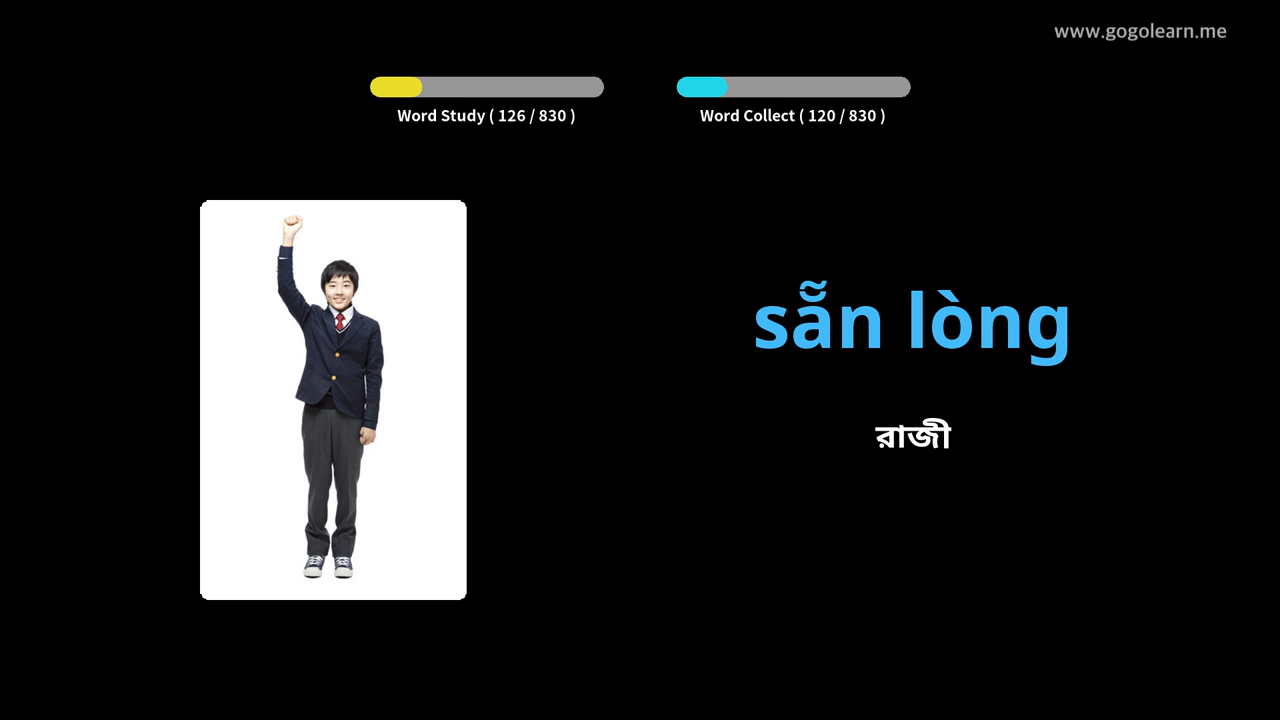 www.gogolearn.me
Word Study ( 126 / 830 )
Word Collect ( 120 / 830 )
sẵn lòng
রাজী